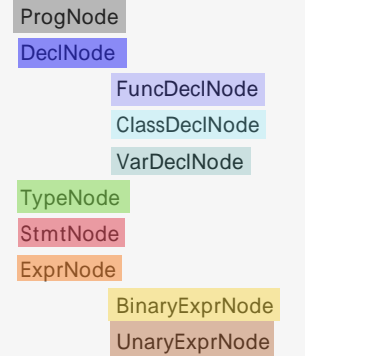 ProgNode
DeclNode
FuncDeclNode
ClassDeclNode
VarDeclNode
TypeNode
StmtNode
ExprNode
BinaryExprNode
UnaryExprNode